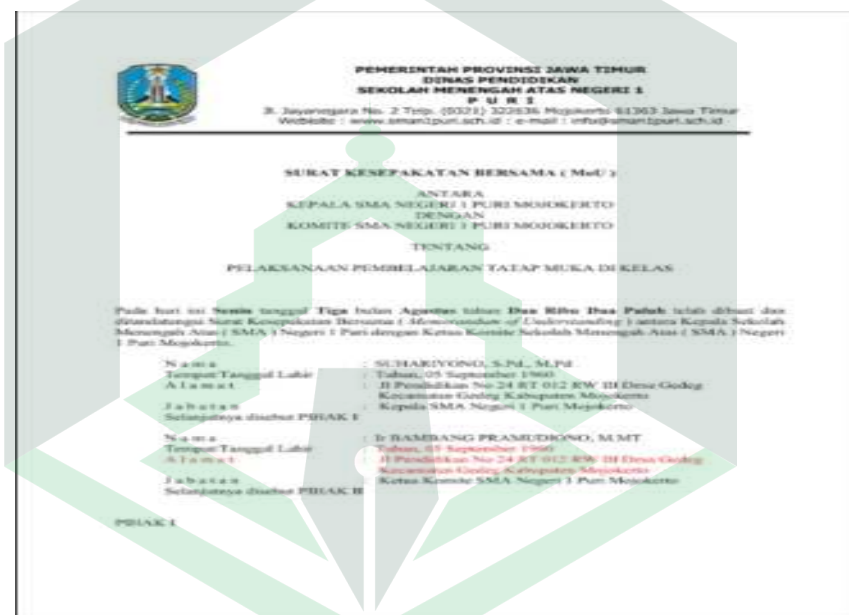 PEMERINTAH PROVINSI JAWA TIMUR
DINAS PENDIDIKAN
SEKOLAH MENENGAH ATAS NEGERI 1
P U R I
Jl. Jayanegara No. 2 Telp. (0321) 322636 Mojokerto 61363 Jawa Timur
Website : www.sman1puri.sch.id : e-mail : info@sman1puri.sch.id
SURAT KESEPAKATAN BERSAMA ( MoU )
ANTARA
KEPALA SMA NEGERI 1 PURI MOJOKERTO
DENGAN
KOMITE SMA NEGERI 1 PURI MOJOKERTO
TENTANG
PELAKSANAAN PEMBELAJARAN TATAP MUKA DI KELAS
Pada hari ini Senin tanggal Tiga bulan Agustus tahun Dua Ribu Dua Puluh telah dibuat dan
ditandatangni Surat Kesepakatan Bersama ( Memorandum of Understanding ) antara Kepala Sekolah
Menengah Atas ( SMA ) Negeri 1 Puri dengan Ketua Komite Sekolah Menengah Atas ( SMA ) Negeri
1 Puri Mojokerto.
N a m a : SUHARIYONO, S.Pd., M.Pd
Tempat/Tanggal Lahir : Tuban, 05 September 1960
A l a m a t : Jl Pendidikan No 24 RT 012 RW III Desa Gedeg
Kecamatan Gedeg Kabupaten Mojokerto
J a b a t a n : Kepala SMA Negeri 1 Puri Mojokerto
Selanjutnya disebut PIHAK I
N a m a : Ir BAMBANG PRAMUDIONO, M.MT
Tempat/Tanggal Lahir : Tuban, 05 September 1960
A l a m a t : Jl Pendidikan No 24 RT 012 RW III Desa Gedeg
Kecamatan Gedeg Kabupaten Mojokerto
J a b a t a n : Ketua Komite SMA Negeri 1 Puri Mojokerto
Selanjutnya disebut PIHAK II
PIHAK I